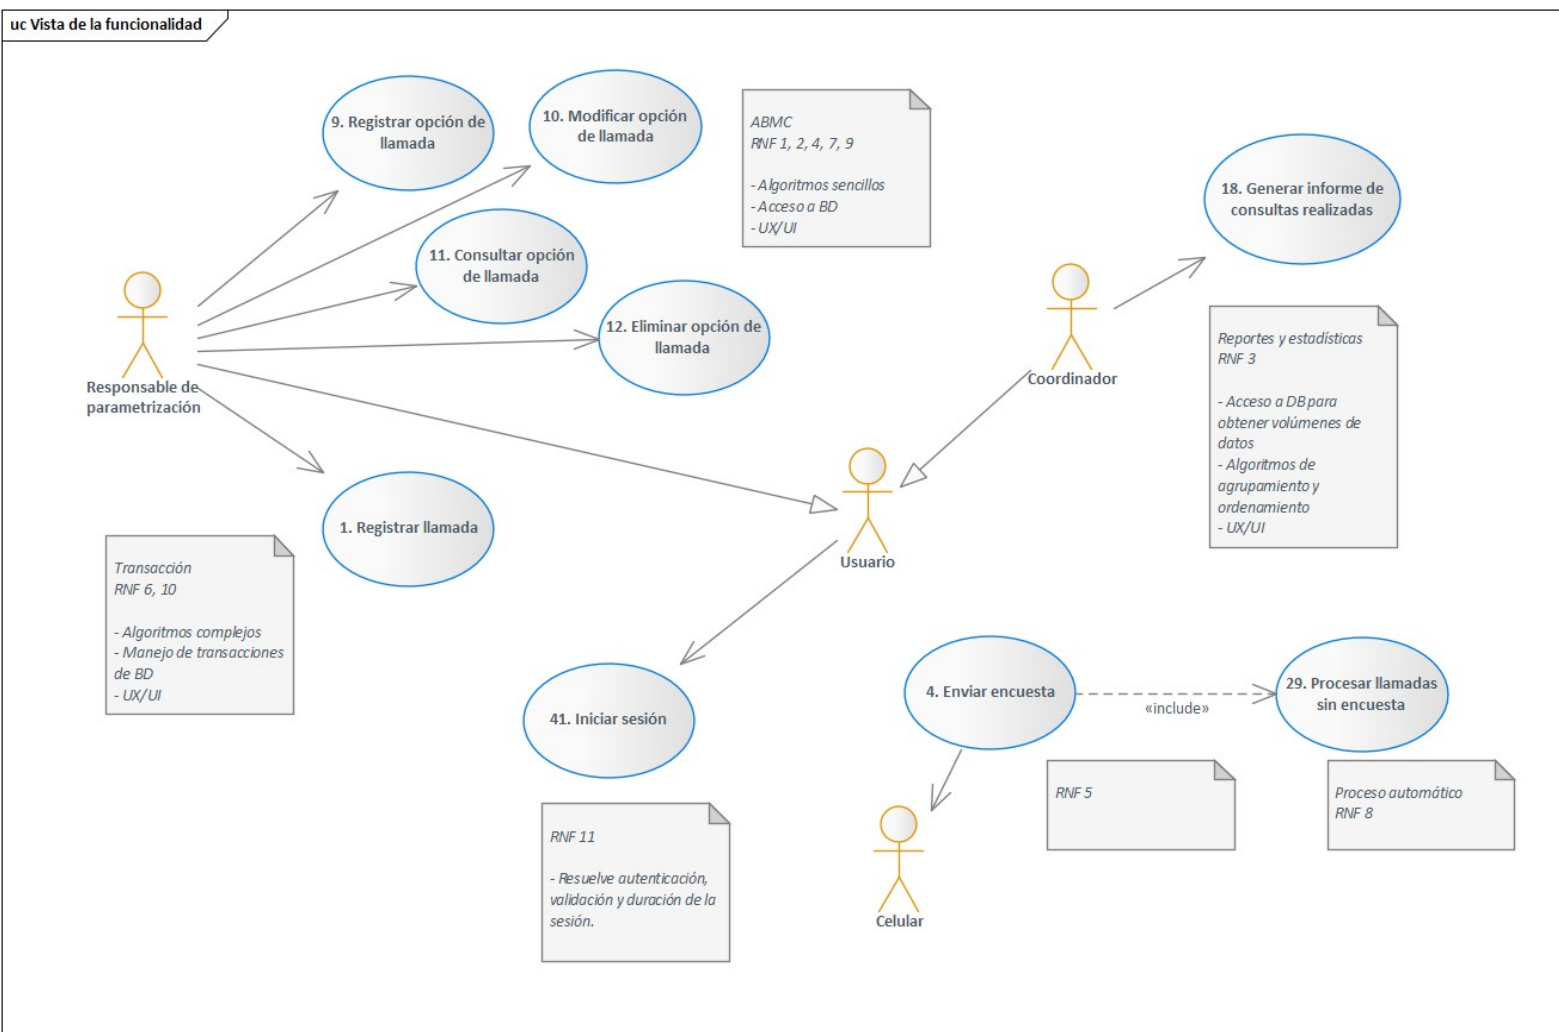 uc Vista de la funcionalidad
9. Registrar opción de
llamada
10. Modificar opción
de llamada
ABMC
RNF 1, 2, 4, 7, 9
- Algoritmos sencillos
- Acceso a BD
- UX/UI
18. Generar informe de
consultas realizadas
11. Consultar opción
de llamada
12. Eliminar opción de
llamada
Responsable de
parametrización
Coordinador
Reportes y estadísticas
RNF 3
- Acceso a DB para
obtener volúmenes de
datos
- Algoritmos de
agrupamiento y
ordenamiento
- UX/UI
1. Registrar llamada
Usuario
Transacción
RNF 6, 10
- Algoritmos complejos
- Manejo de transacciones
de BD
- UX/UI
41. Iniciar sesión
4. Enviar encuesta
«include»
29. Procesar llamadas
sin encuesta
RNF 5
Proceso automático
RNF 8
RNF 11
- Resuelve autenticación,
validación y duración de la
sesión.
Celular